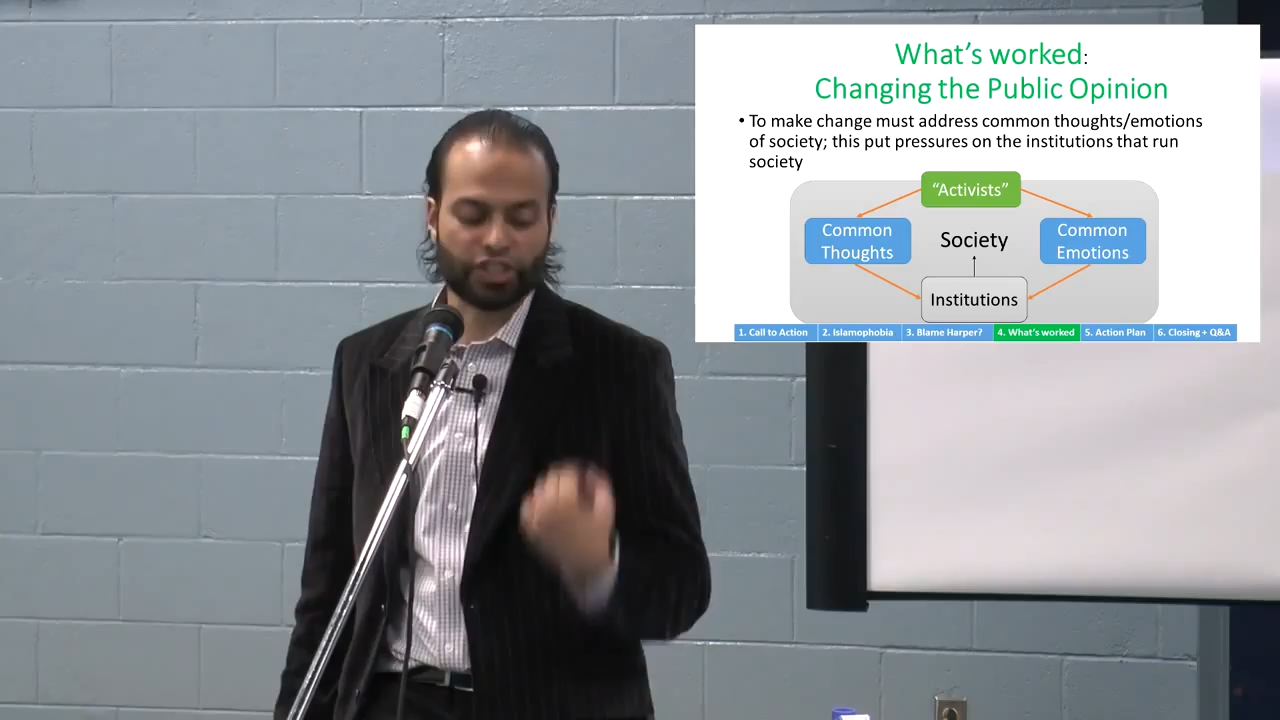 What's worked:
Changing the Public Opinion
• To make change must address common thoughts/emotions
of society; this put pressures on the institutions that run
society
“Activists”
Common
Thoughts
Society
Common
Emotions
Institutions
1. Call to Action 2. Islamophobia 3. Blame Harper? 4. What's worked 5. Action Plan 6. Closing + Q&A